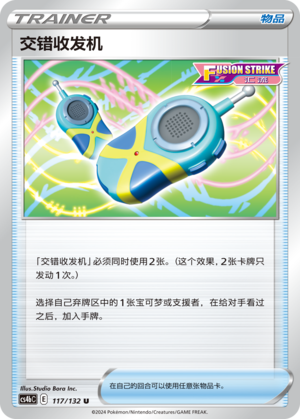 TRAINER
物品
交错收发机
FUSION STRIKE
汇流
「交错收发机」必须同时使用2张。(这个效果，2张卡牌只
发动1次。)
选择自己弃牌区中的1张宝可梦或支援者，在给对手看过
之后，加入手牌。
Illus.Studio Bora Inc.
CS4bC E 117/132 U
在自己的回合可以使用任意张物品卡。
©2024 Pokémon/Nintendo/Creatures/GAME FREAK.